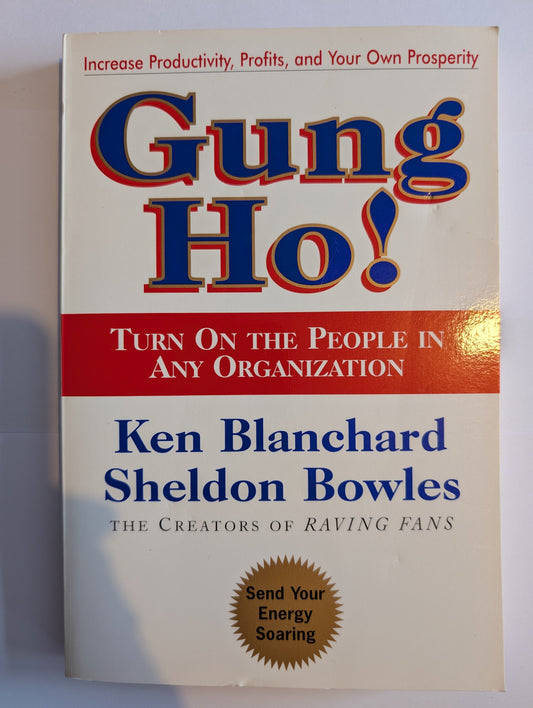 Increase Productivity, Profits, and Your Own Prosperity
Gung
Ho!
TURN ON THE PEOPLE IN
ANY ORGANIZATION
Ken Blanchard
Sheldon Bowles
THE CREATORS OF RAVING FANS
Send Your
Energy
Soaring